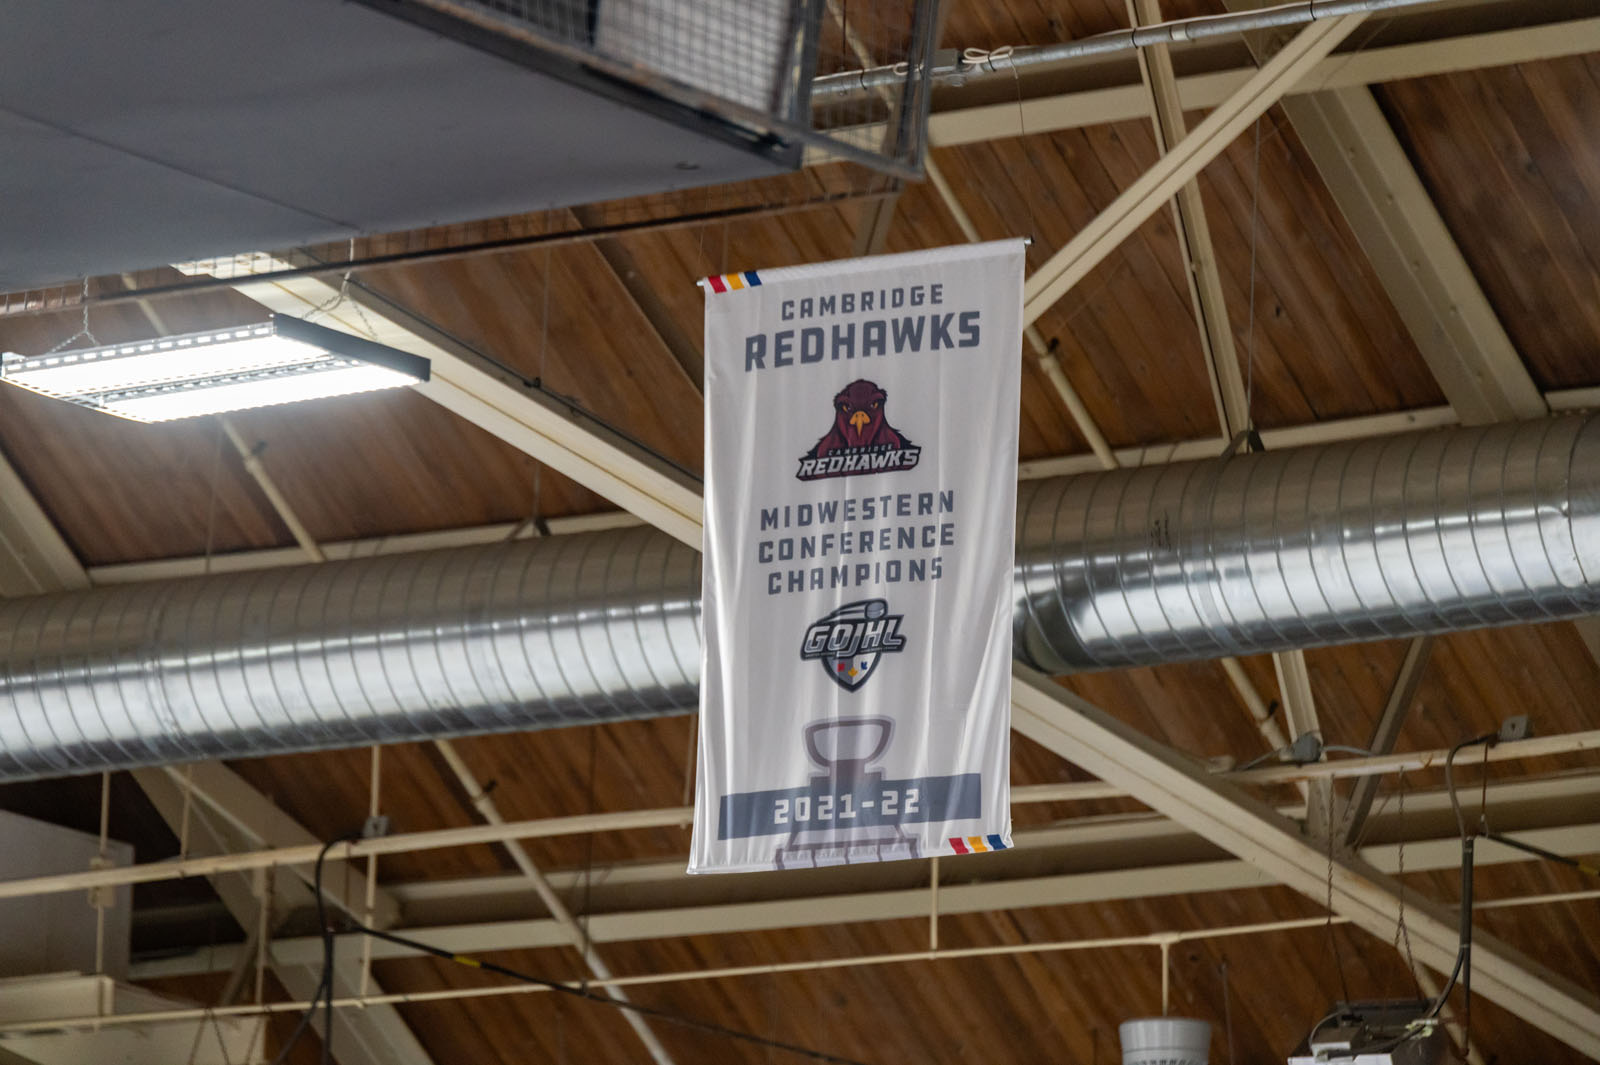 CAMBRIDGE
REDHAWKS
CAMBRIDGE
REDHAWKS
MIDWESTERN
CONFERENCE
CHAMPIONS
GOJHL
2021-22